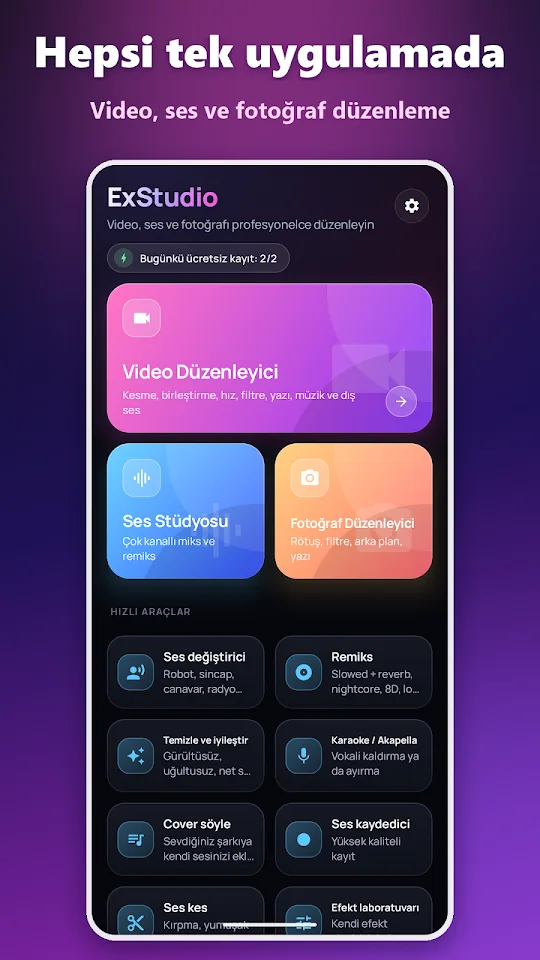 Hepsi tek uygulamada
Video, ses ve fotoğraf düzenleme
ExStudio
Video, ses ve fotoğrafı profesyonelce düzenleyin
Bugünkü ücretsiz kayıt: 2/2
Video Düzenleyici
Kesme, birleştirme, hız, filtre, yazı, müzik ve dış
ses
Ses Stüdyosu
Çok kanallı miks ve
remiks
Fotoğraf Düzenleyici
Rötuş, filtre, arka plan,
yazı
HIZLI ARAÇLAR
Ses değiştirici
Robot, sincap,
canavar, radyo...
Remiks
Slowed + reverb,
nightcore, 8D, lo...
Temizle ve iyileştir
Gürültüsüz,
uğultusuz, net s...
Karaoke / Akapella
Vokali kaldırma ya
da ayırma
Cover söyle
Sevdiğiniz şarkıya
kendi sesinizi ekl...
Ses kaydedici
Yüksek kaliteli
kayıt
Ses kes
Kırpma, yumuşak
Efekt laboratuvarı
Kendi efekt